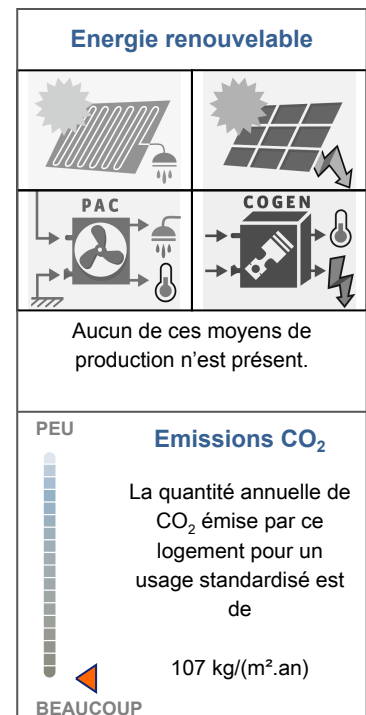 Energie renouvelable
PAC
COGEN
Aucun de ces moyens de
production n'est présent.
PEU
Emissions CO₂
La quantité annuelle de
CO₂ émise par ce
logement pour un
usage standardisé est
de
107 kg/(m².an)
BEAUCOUP